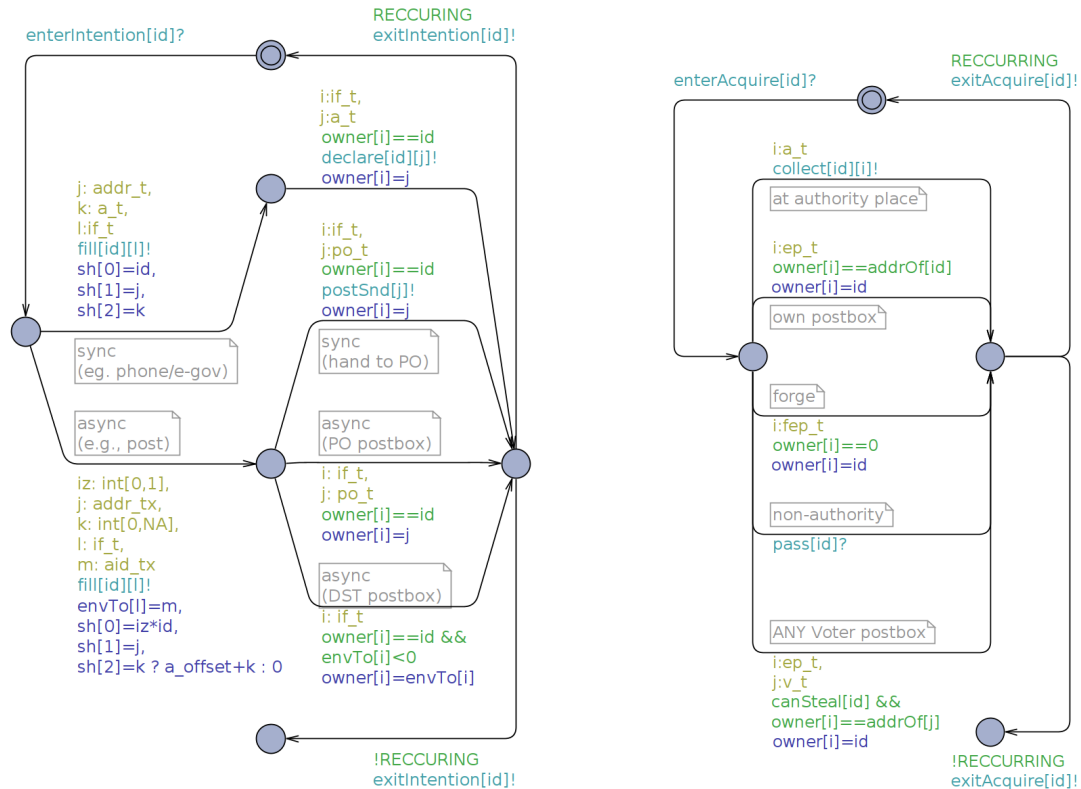 RECCURING
enterIntention[id]?
exitIntention[id]!
i:if_t,
j:a_t
owner[i]==id
declare[id][j]!
owner[i]=j
j: addr_t,
k: a_t,
l:if_t
fill[id][l]!
sh[0]=id,
sh[1]=j,
sh[2]=k
i:if_t,
j:po_t
owner[i]==id
postSnd[j]!
owner[i]=j
sync
(eg. phone/e-gov)
sync
(hand to PO)
async
(e.g., post)
async
(PO postbox)
iz: int[0,1],
j: addr_tx,
k: int[0,NA],
l: if_t,
m: aid_tx
fill[id][l]!
envTo[l]=m,
sh[0]=iz*id,
sh[1]=j,
sh[2]=k ? a_offset+k : 0
i: if_t,
j: po_t
owner[i]==id
owner[i]=j
async
(DST postbox)
i: if_t
owner[i]==id &&
envTo[i]<0
owner[i]=envTo[i]
!RECCURING
exitIntention[id]!
RECCURRING
enterAcquire[id]?
exitAcquire[id]!
i:a_t
collect[id][i]!
at authority place
i:ep_t
owner[i]==addrOf[id]
owner[i]=id
own postbox
forge
i:fep_t
owner[i]==0
owner[i]=id
non-authority
pass[id]?
ANY Voter postbox
i:ep_t,
j:v_t
canSteal[id] &&
owner[i]==addrOf[j]
owner[i]=id
!RECCURRING
exitAcquire[id]!